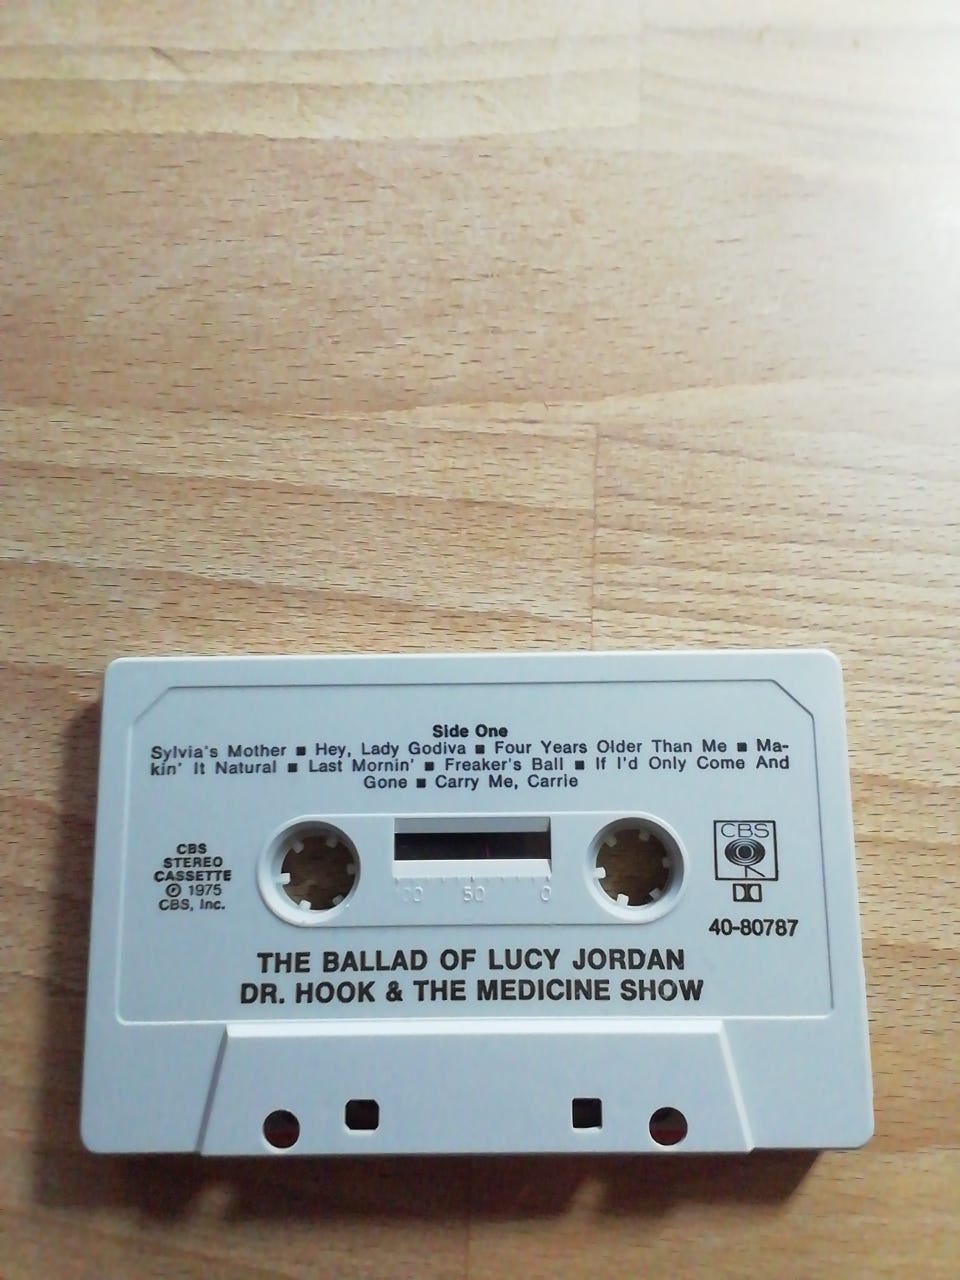 Side One
Sylvia's Mother ■ Hey, Lady Godiva ■ Four Years Older Than Me ■ Ma-
kin' It Natural ■ Last Mornin' ■ Freaker's Ball ■ If I'd Only Come And
Gone ■ Carry Me, Carrie
CBS
STEREO
CASSETTE
℗ 1975
CBS, Inc.
100 50 0
CBS
40-80787
THE BALLAD OF LUCY JORDAN
DR. HOOK & THE MEDICINE SHOW